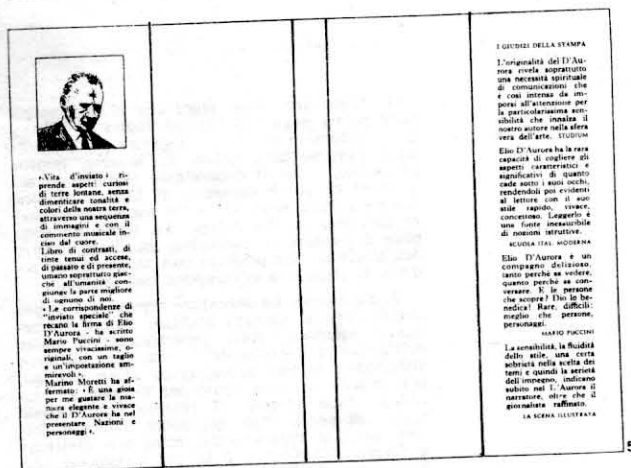 «Vita d'inviato» ri-
prende aspetti curiosi
di terre lontane, senza
dimenticare tonalità e
colori della nostra terra,
attraverso una sequenza
di immagini e con il
commento musicale in-
ciso dal cuore.
Libro di contrasti, di
tinte tenui ed accese,
di passato e di presente,
umano soprattutto giac-
chè all'umanità con-
giunge la parte migliore
di ognuno di noi.
«Le corrispondenze di
"inviato speciale" che
recano la firma di Elio
D'Aurora - ha scritto
Mario Puccini - sono
sempre vivacissime, o-
riginali, con un taglio
e un'impostazione am-
mirevoli».
Marino Moretti ha af-
fermato: «È una gioia
per me gustare la ma-
niera elegante e vivace
che il D'Aurora ha nel
presentare Nazioni e
personaggi».
I GIUDIZI DELLA STAMPA
L'originalità del D'Au-
rora rivela soprattutto
una necessità spirituale
di comunicazioni che
è così intensa da im-
porsi all'attenzione per
la particolarissima sen-
sibilità che innalza il
nostro autore nella sfera
vera dell'arte. STUDIUM
Elio D'Aurora ha la rara
capacità di cogliere gli
aspetti caratteristici e
significativi di quanto
cade sotto i suoi occhi,
rendendoli poi evidenti
al lettore con il suo
stile rapido, vivace,
concettoso. Leggerlo è
una fonte inesauribile
di nozioni istruttive.
SCUOLA ITAL. MODERNA
Elio D'Aurora è un
compagno delizioso,
tanto perchè sa vedere,
quanto perchè sa con-
versare. E le persone
che scopre? Dio le be-
nedica! Rare, difficili:
meglio che persone,
personaggi.
MARIO PUCCINI
La sensibilità, la fluidità
dello stile, una certa
sobrietà nella scelta dei
temi e quindi la serietà
dell'impegno, indicano
subito nel L'Aurora il
narratore, oltre che il
giornalista raffinato.
LA SCENA ILLUSTRATA
5